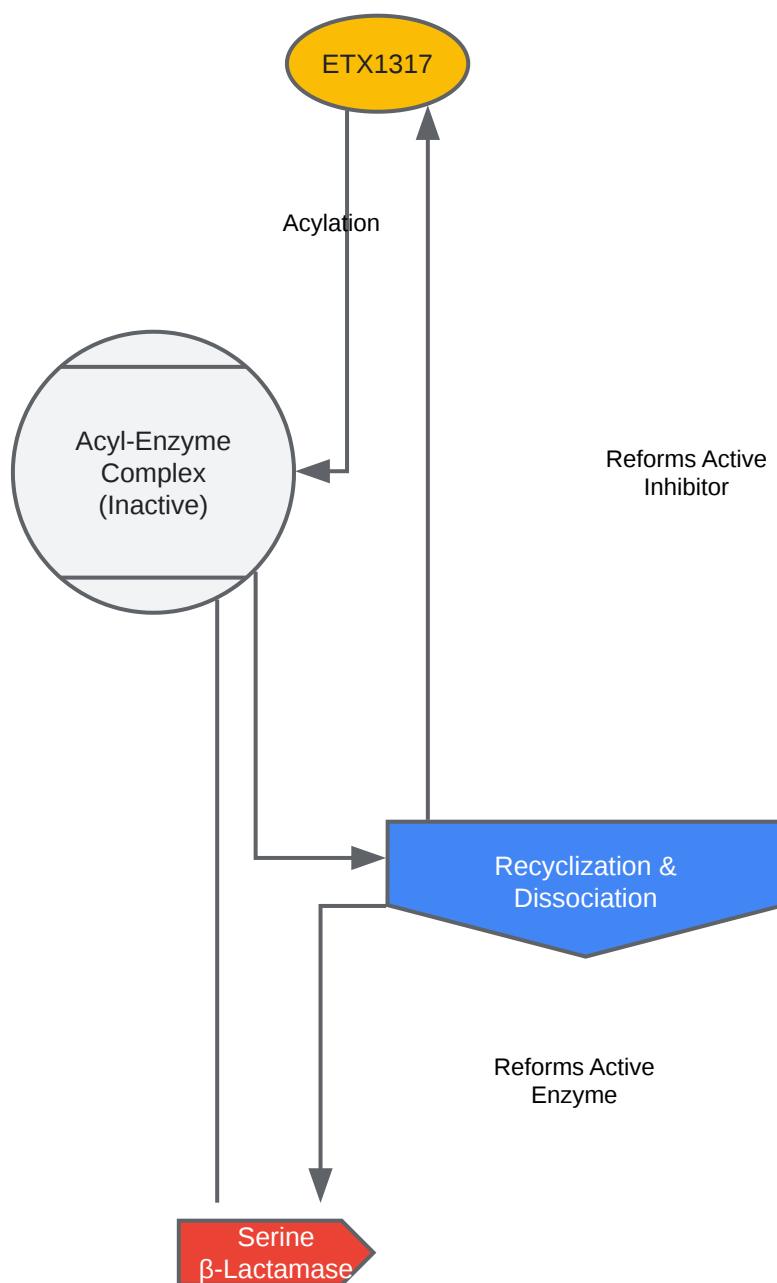 ETX1317
Acylation
Acyl-Enzyme
Complex
(Inactive)
Reforms Active
Inhibitor
Recyclization &
Dissociation
Reforms Active
Enzyme
Serine
β-Lactamase